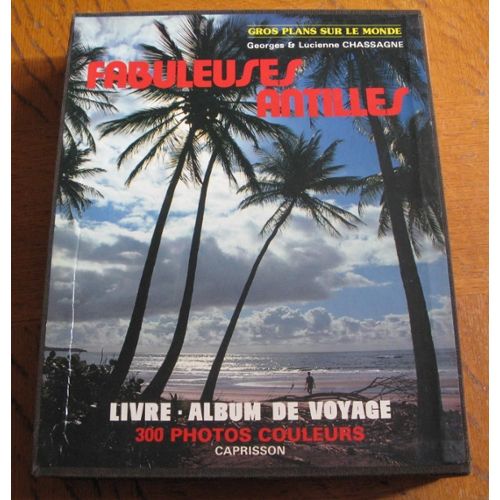 GROS PLANS SUR LE MONDE
Georges & Lucienne CHASSAGNE
FABULEUSES
ANTILLES
LIVRE · ALBUM DE VOYAGE
300 PHOTOS COULEURS
CAPRISSON